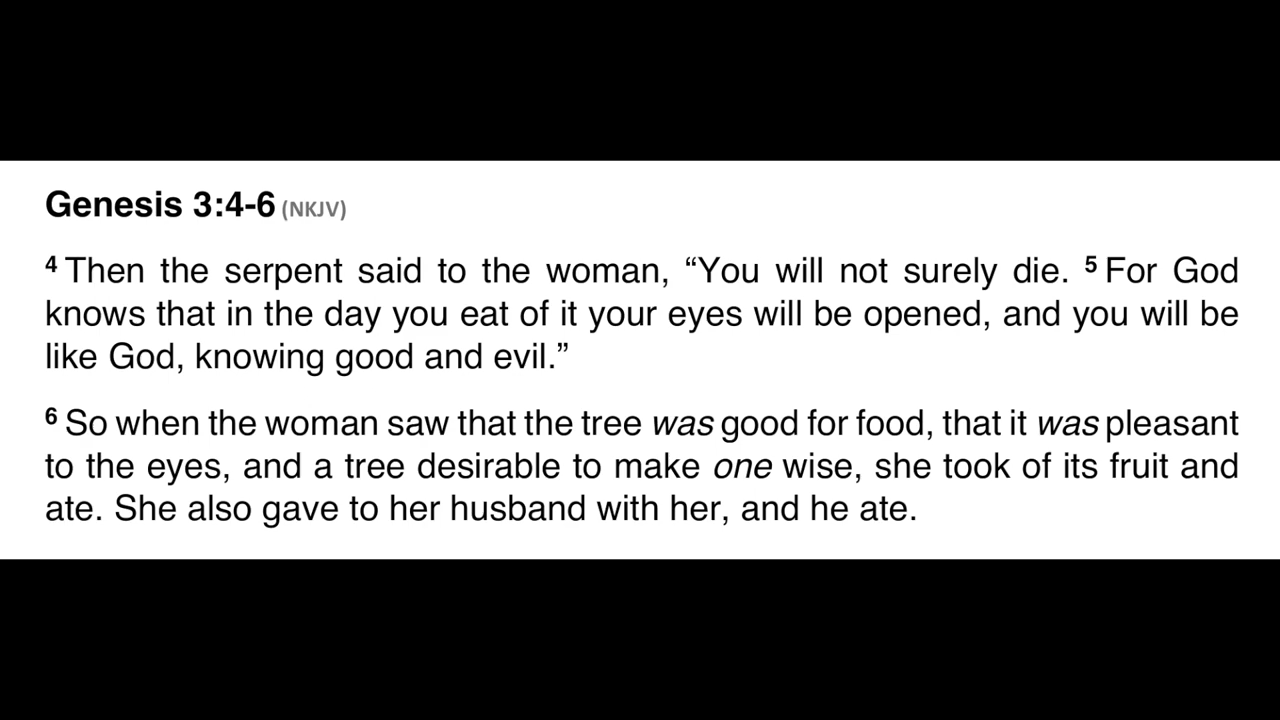 Genesis 3:4-6 (NKJV)
4 Then the serpent said to the woman, “You will not surely die. 5 For God
knows that in the day you eat of it your eyes will be opened, and you will be
like God, knowing good and evil.”
6 So when the woman saw that the tree was good for food, that it was pleasant
to the eyes, and a tree desirable to make one wise, she took of its fruit and
ate. She also gave to her husband with her, and he ate.